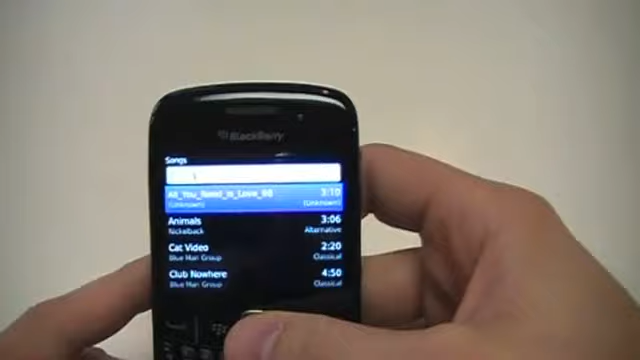 BlackBerry
Songs
All_You_Need_Is_Love_98 3:10
(Unknown) (Unknown)
Animals 3:06
Nickelback Alternative
Cat Video 2:20
Blue Man Group Classical
Club Nowhere 4:50
Blue Man Group Classical